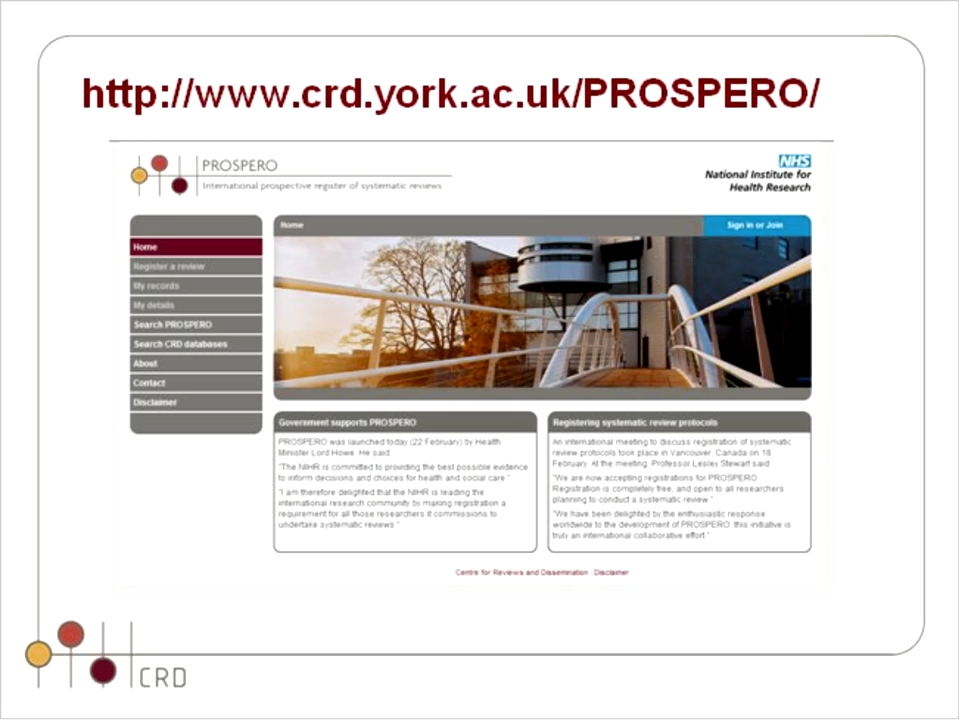 http://www.crd.york.ac.uk/PROSPERO/
PROSPERO
International prospective register of systematic reviews
NHS
National Institute for
Health Research
Home
Register a review
My records
My details
Search PROSPERO
Search CRD databases
About
Contact
Disclaimer
Home
Sign in or Join
Government supports PROSPERO
PROSPERO was launched today (22 February) by Health
Minister Lord Howe. He said:
"The NIHR is committed to providing the best possible evidence
to inform decisions and choices for health and social care."
"I am therefore delighted that the NIHR is leading the
international research community by making registration a
requirement for all those researchers it commissions to
undertake systematic reviews."
Registering systematic review protocols
An international meeting to discuss registration of systematic
review protocols took place in Vancouver, Canada on 18
February. At the meeting, Professor Lesley Stewart said:
"We are now accepting registrations for PROSPERO.
Registration is completely free, and open to all researchers
planning to conduct a systematic review."
"We have been delighted by the enthusiastic response
worldwide to the development of PROSPERO: this initiative is
truly an international collaborative effort."
Centre for Reviews and Dissemination Disclaimer
CRD